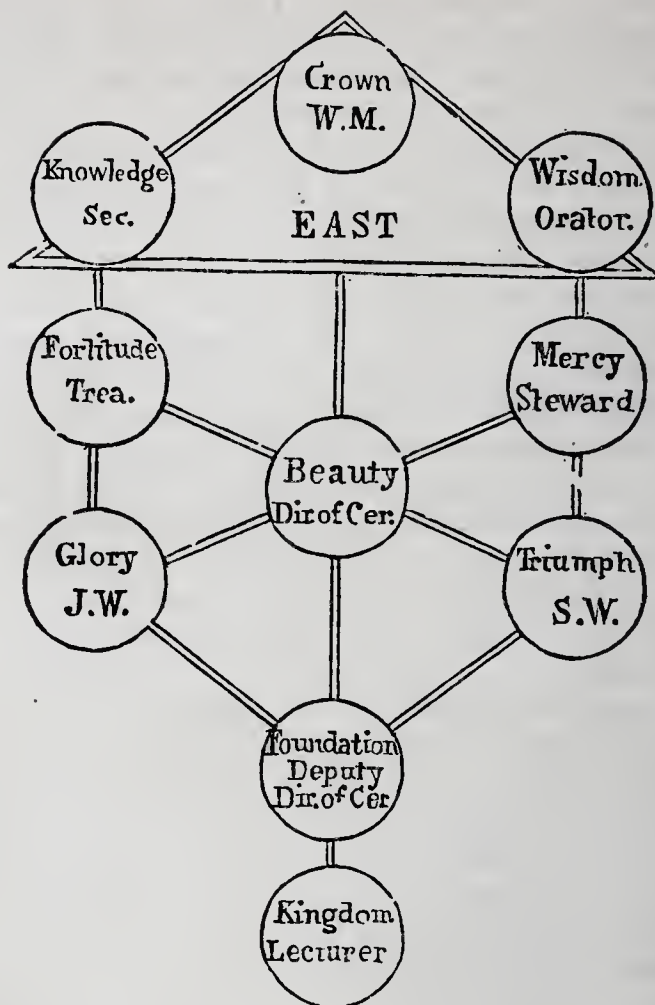 Crown
W.M.
Knowledge
Sec.
Wisdom
Orator.
EAST
Fortitude
Trea.
Mercy
Steward
Beauty
Dir. of Cer.
Glory
J.W.
Triumph
S.W.
Foundation
Deputy
Dir. of Cer
Kingdom
Lecturer